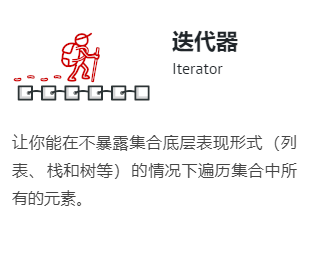 迭代器
Iterator
让你能在不暴露集合底层表现形式（列
表、栈和树等）的情况下遍历集合中所
有的元素。